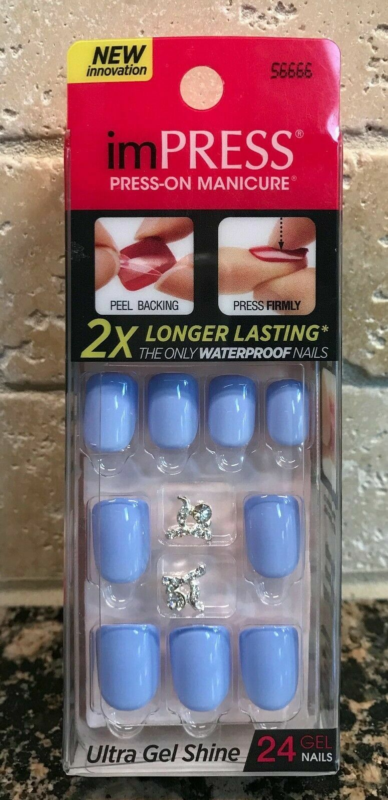 NEW
innovation
56666
imPRESS®
PRESS-ON MANICURE®
PEEL BACKING
PRESS FIRMLY
2X LONGER LASTING*
THE ONLY WATERPROOF NAILS
Ultra Gel Shine
24 GEL
NAILS